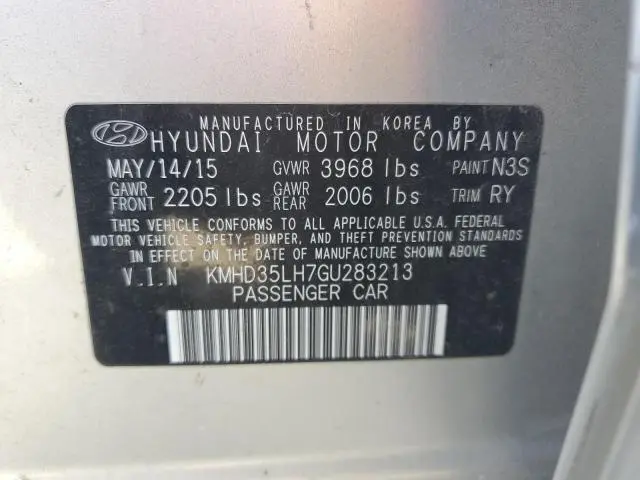 MANUFACTURED IN KOREA BY
HYUNDAI MOTOR COMPANY
MAY/14/15 GVWR 3968 lbs PAINT N3S
GAWR FRONT 2205 lbs GAWR REAR 2006 lbs TRIM RY
THIS VEHICLE CONFORMS TO ALL APPLICABLE U.S.A. FEDERAL
MOTOR VEHICLE SAFETY, BUMPER, AND THEFT PREVENTION
STANDARDS IN EFFECT ON THE DATE OF MANUFACTURE SHOWN ABOVE
V.I.N KMHD35LH7GU283213
PASSENGER CAR